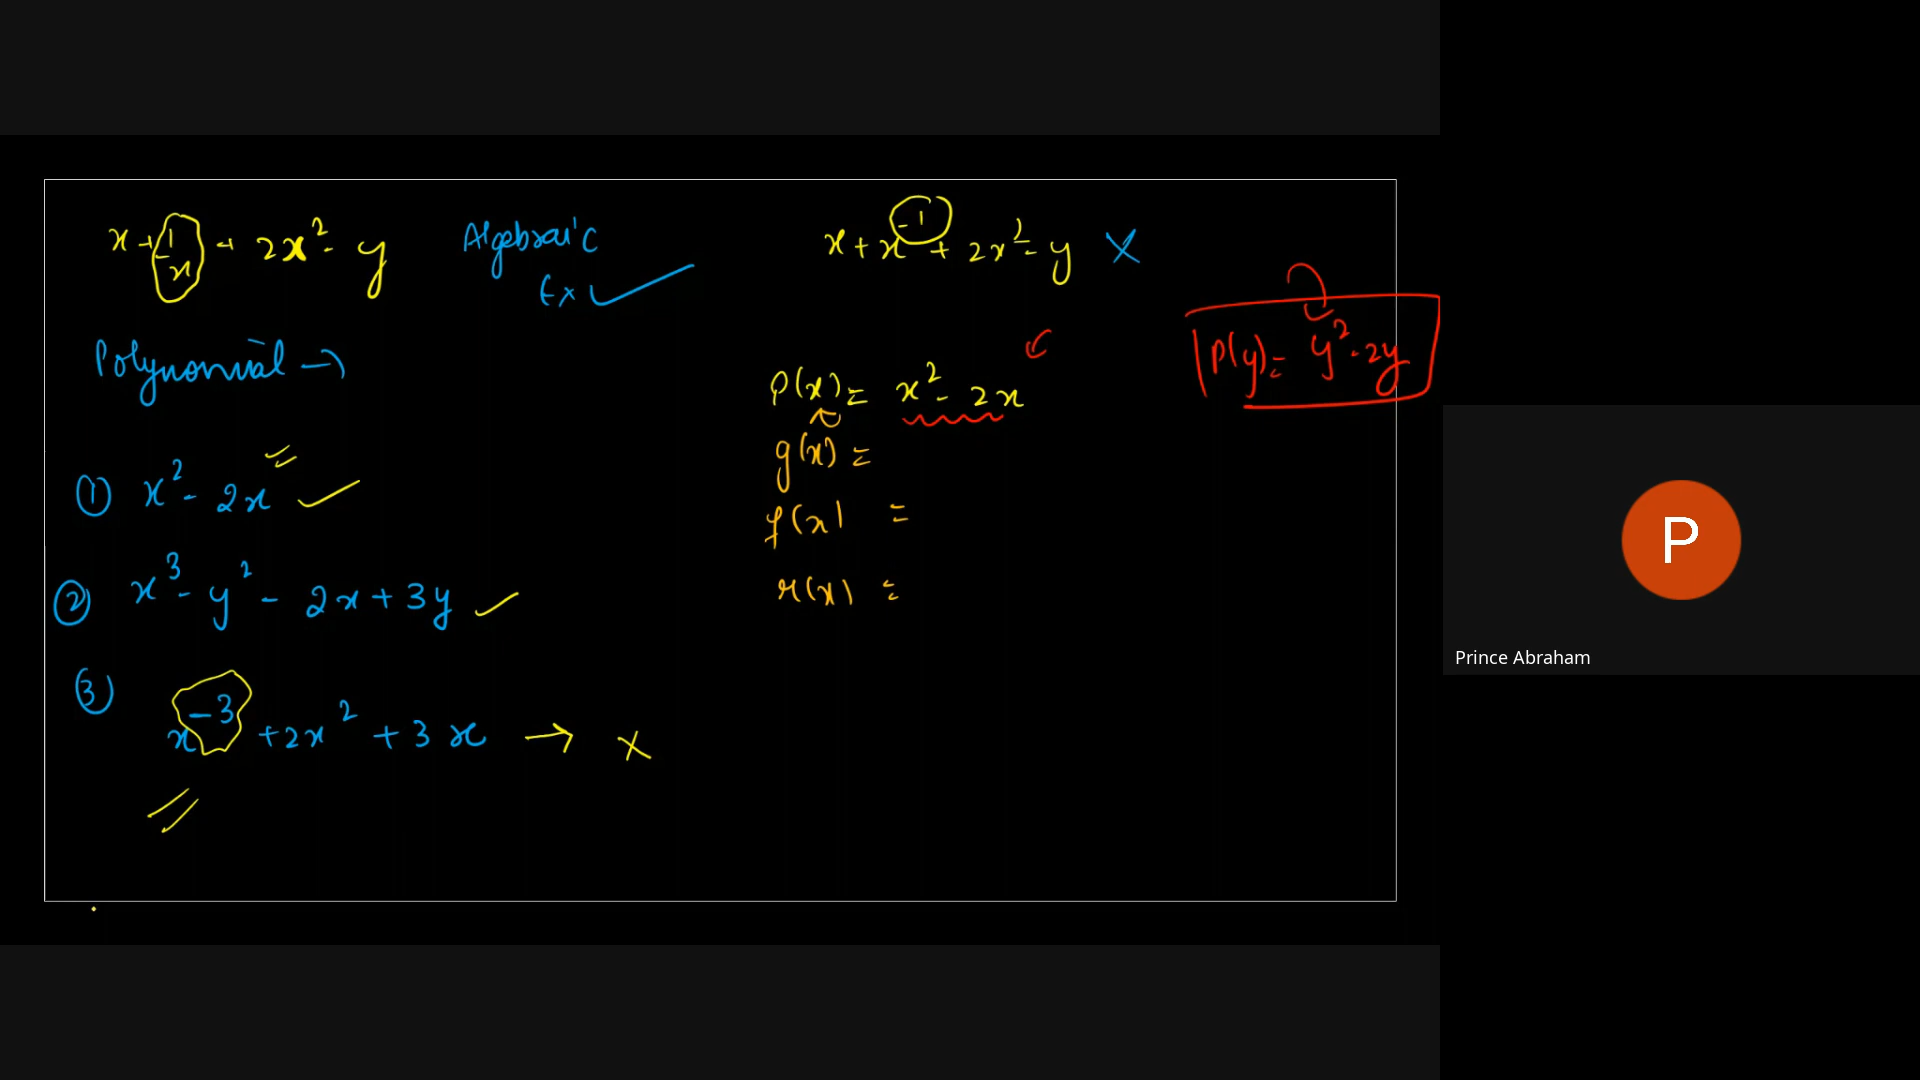 x + 1/x + 2x² - y
Algebraic
Ex
x + x⁻¹ + 2x² - y X
Polynomial →
P(x) = x² - 2x
P(y) = y² - 2y
g(x) =
f(x) =
r(x) =
① x² - 2x
② x³ - y² - 2x + 3y
③ x⁻³ + 2x² + 3x → X
P
Prince Abraham